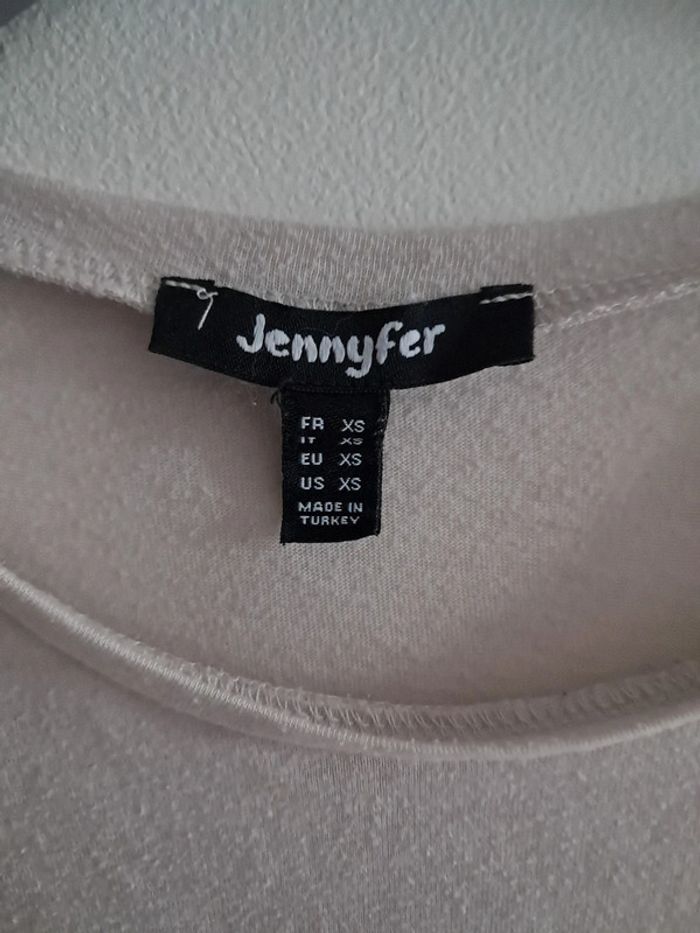 Jennyfer
FR XS
IT XS
EU XS
US XS
MADE IN
TURKEY